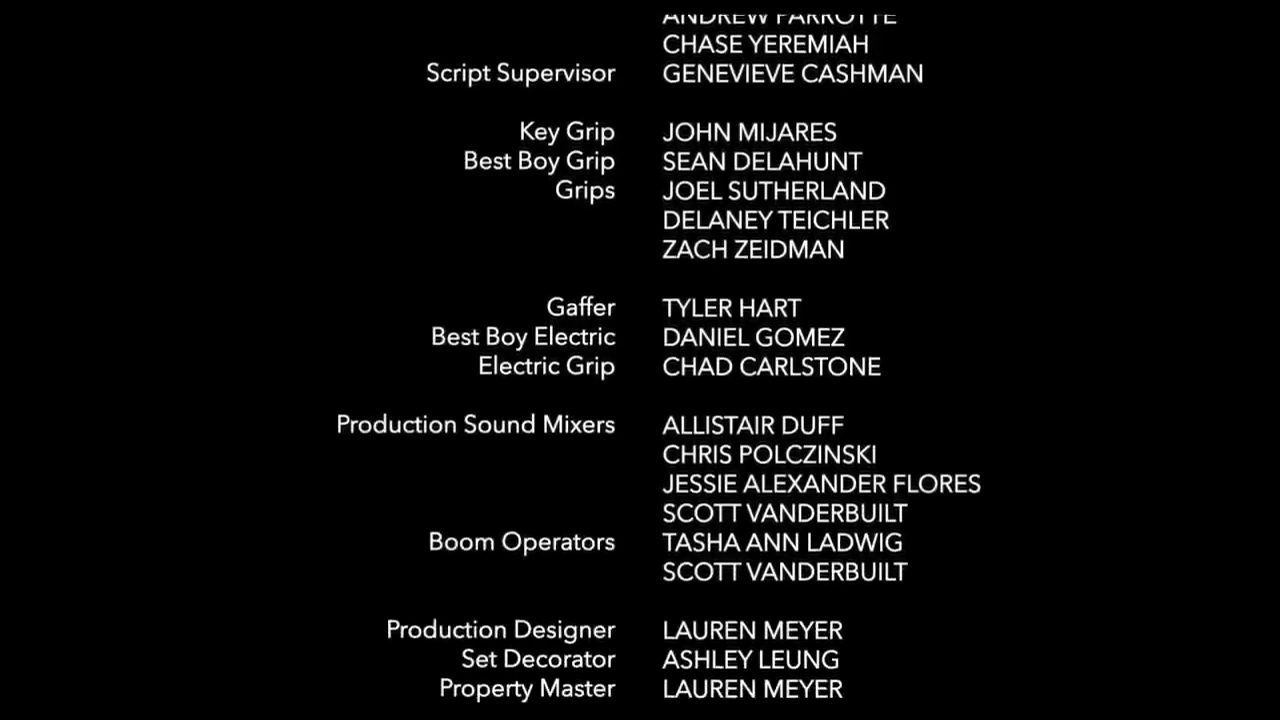 ANDREW PARROTTE
CHASE YEREMIAH
Script Supervisor GENEVIEVE CASHMAN
Key Grip JOHN MIJARES
Best Boy Grip SEAN DELAHUNT
Grips JOEL SUTHERLAND
DELANEY TEICHLER
ZACH ZEIDMAN
Gaffer TYLER HART
Best Boy Electric DANIEL GOMEZ
Electric Grip CHAD CARLSTONE
Production Sound Mixers ALLISTAIR DUFF
CHRIS POLCZINSKI
JESSIE ALEXANDER FLORES
SCOTT VANDERBUILT
Boom Operators TASHA ANN LADWIG
SCOTT VANDERBUILT
Production Designer LAUREN MEYER
Set Decorator ASHLEY LEUNG
Property Master LAUREN MEYER